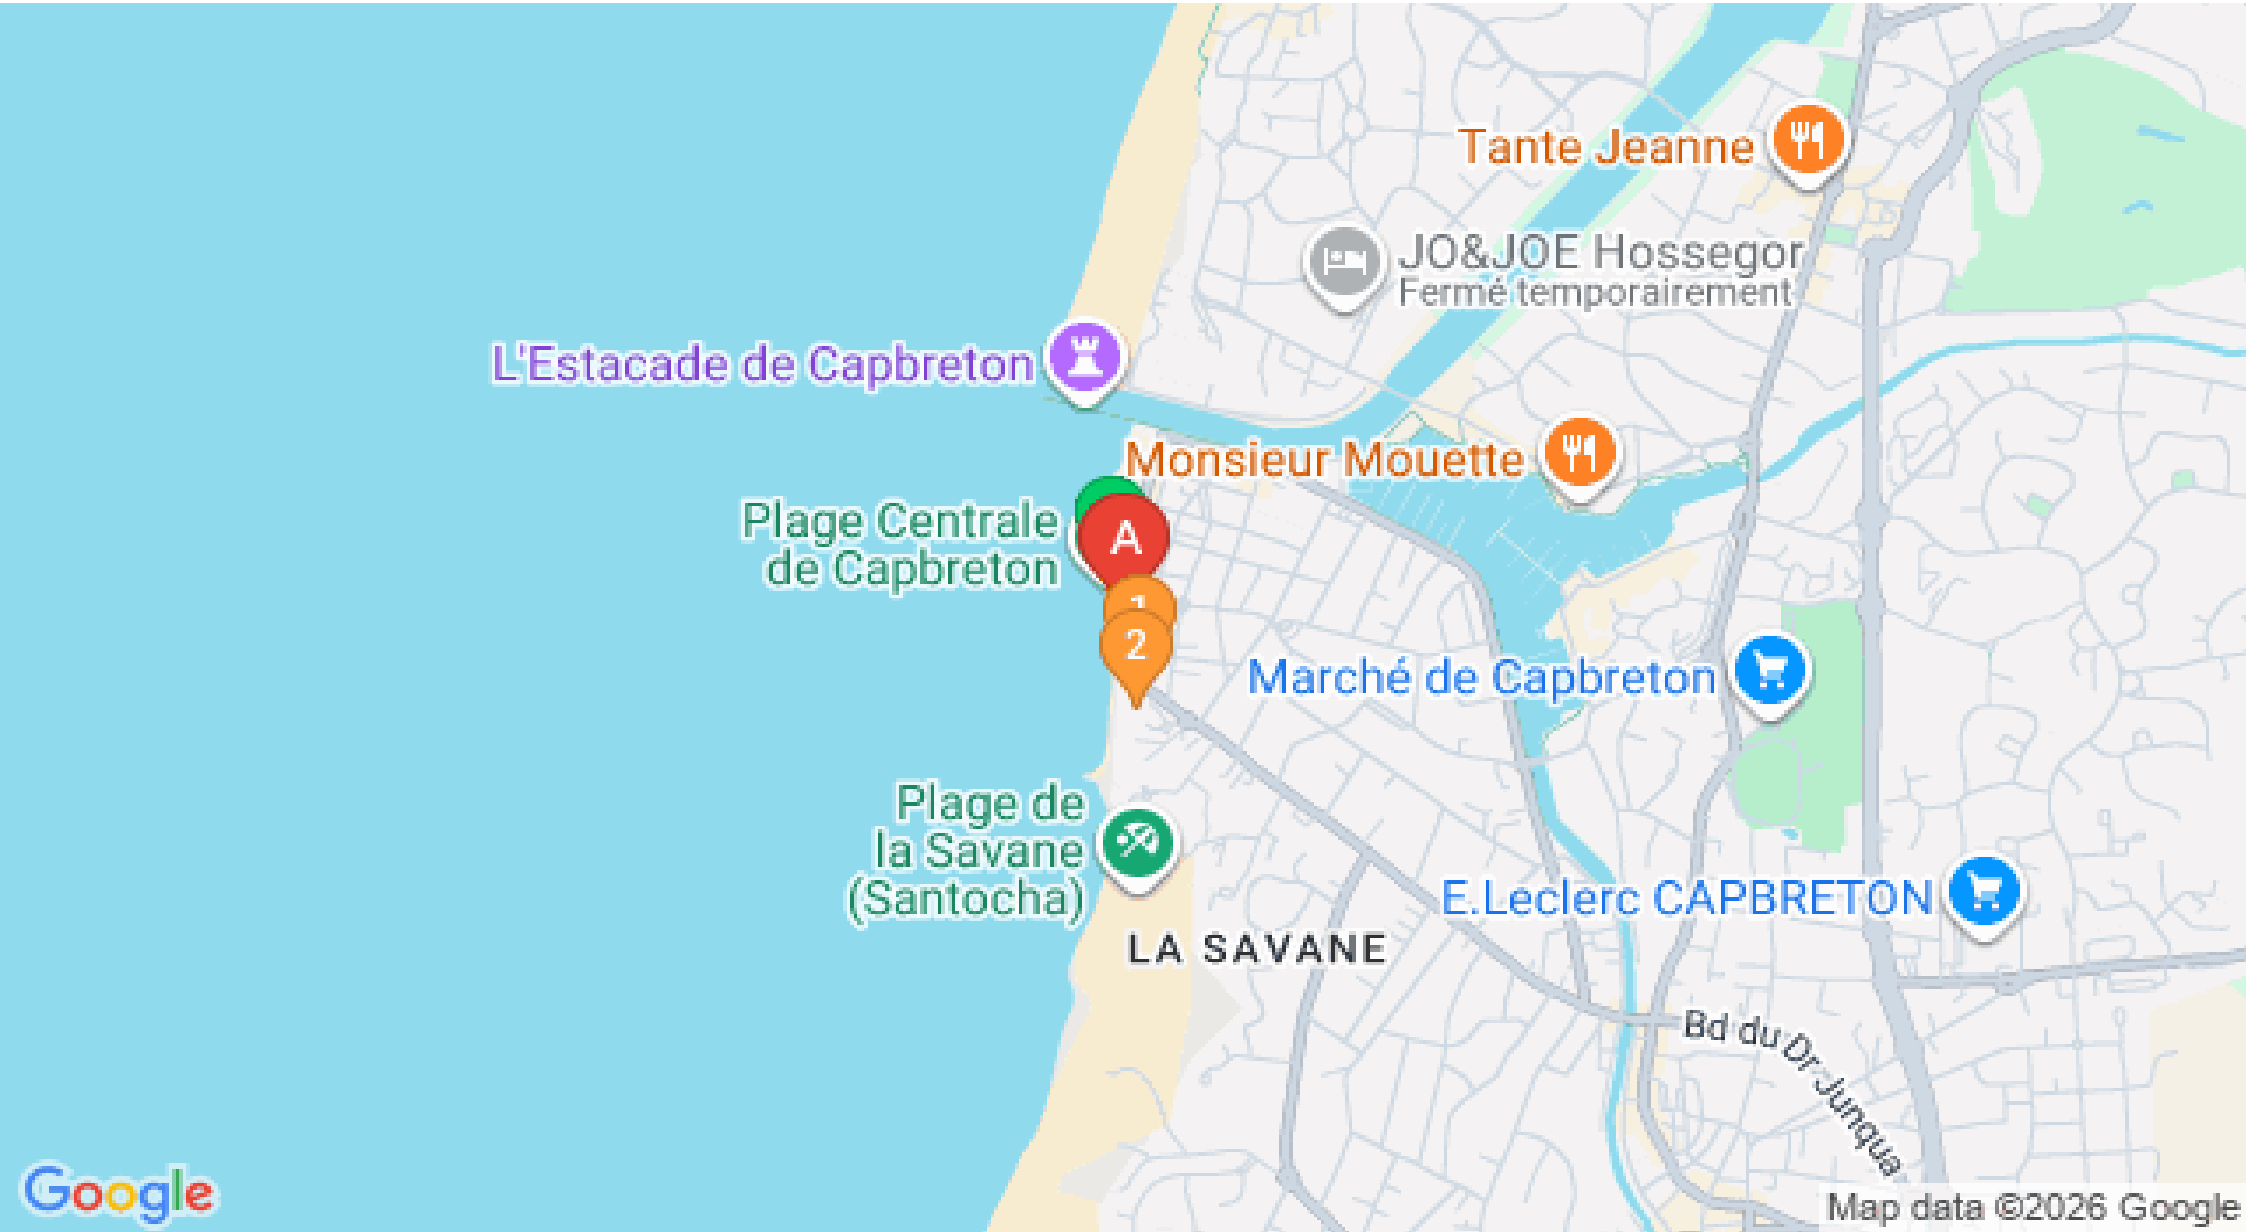 Tante Jeanne
JO&JOE Hossegor
Fermé temporairement
L'Estacade de Capbreton
Monsieur Mouette
Plage Centrale
de Capbreton
A
1
2
Marché de Capbreton
Plage de
la Savane
(Santocha)
E.Leclerc CAPBRETON
LA SAVANE
Bd du Dr Junqua
Google
Map data ©2026 Google